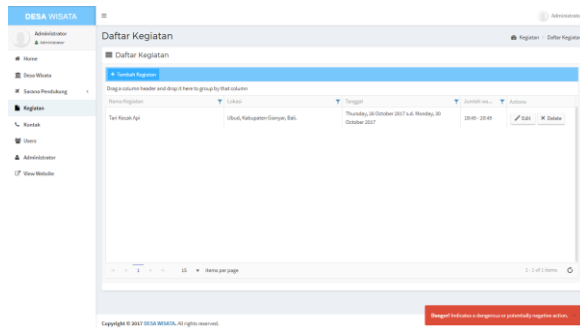 DESA WISATA
Administrator
Administrator
Administrator
Home
Desa Wisata
Sarana Pendukung
Kegiatan
Kontak
Users
Administrator
View Website
Daftar Kegiatan
Kegiatan > Daftar Kegiatan
Daftar Kegiatan
+ Tambah Kegiatan
Drag a column header and drop it here to group by that column
Nama Kegiatan Lokasi Tanggal Jumlah wa... Actions
Tari Kecak Api Ubud, Kabupaten Gianyar, Bali. Thursday, 26 October 2017 s.d. Monday, 30 October 2017 Edit Delete
1 15 items per page 1 - 1 of 1 items
Danger! Indicates a dangerous or potentially negative action.
Copyright © 2017 DESA WISATA. All rights reserved.